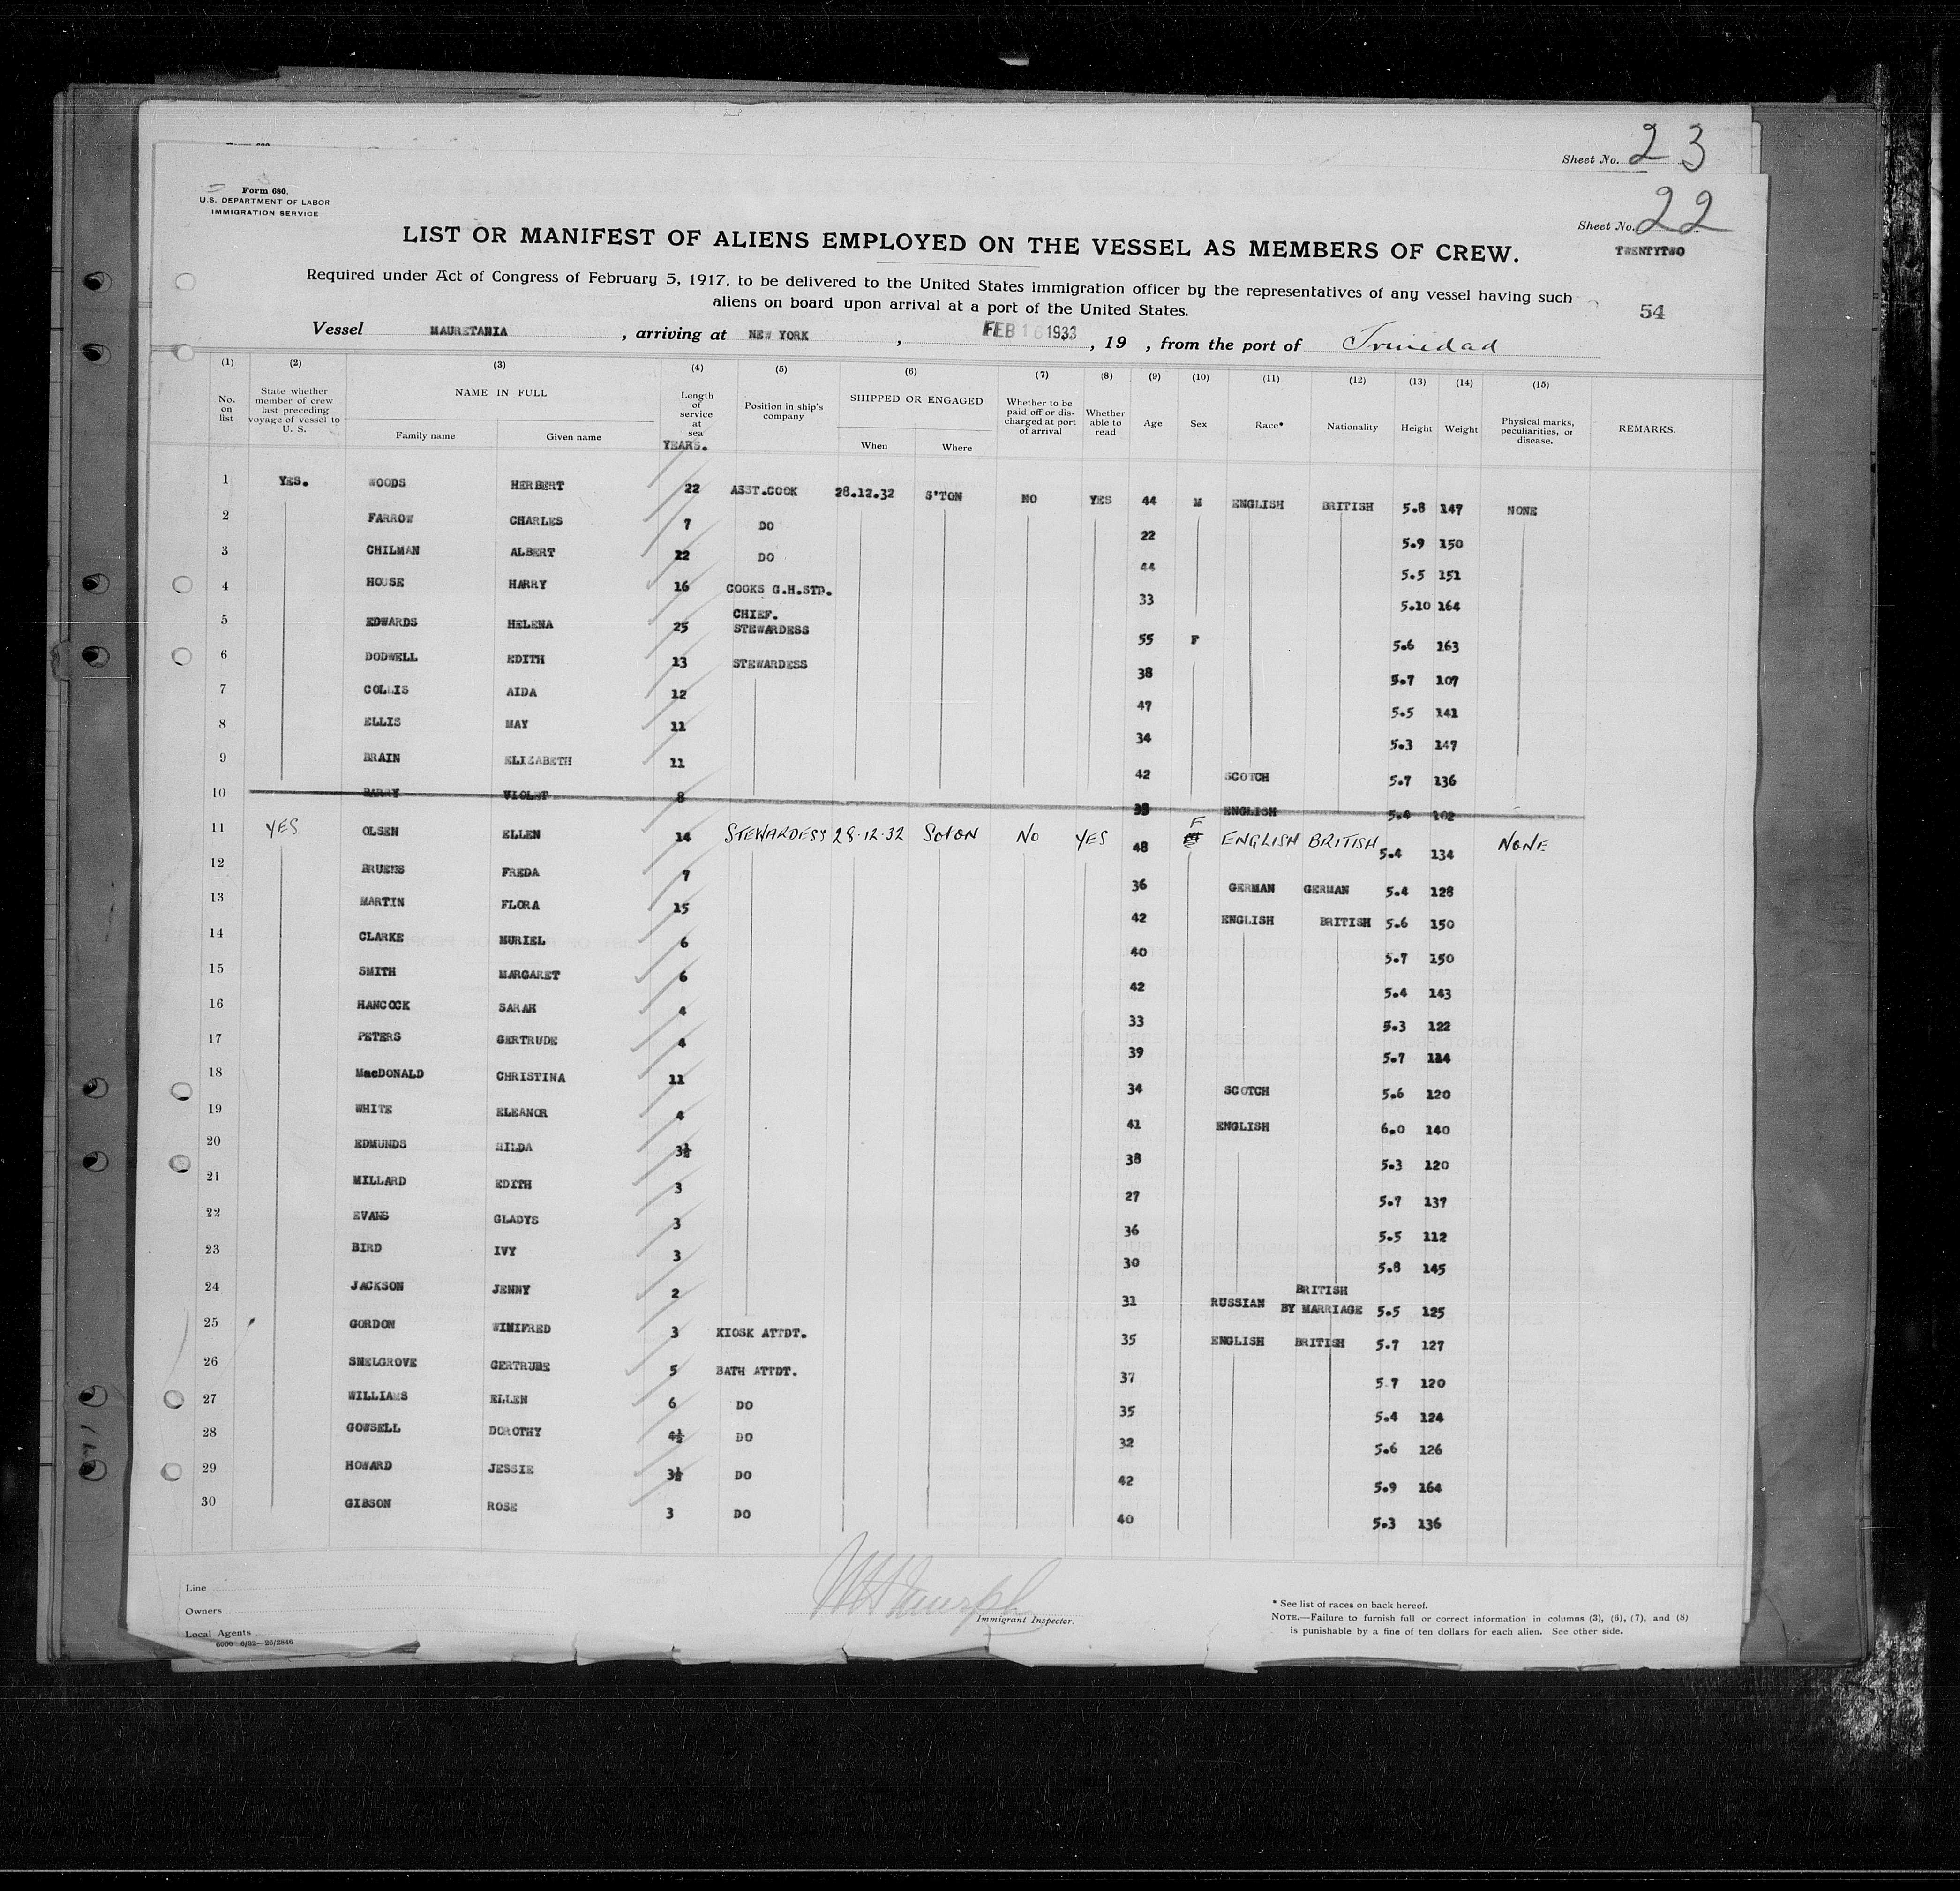 Sheet No. 23
Form 680.
U.S. DEPARTMENT OF LABOR
IMMIGRATION SERVICE
Sheet No. 22
TWENTYTWO
LIST OR MANIFEST OF ALIENS EMPLOYED ON THE VESSEL AS MEMBERS OF CREW.
Required under Act of Congress of February 5, 1917, to be delivered to the United States immigration officer by the representatives of any vessel having such
aliens on board upon arrival at a port of the United States.
54
Vessel MAURETANIA , arriving at NEW YORK , FEB 16 1933 , 19 , from the port of Trinidad
(1) (2) (3) (4) (5) (6) (7) (8) (9) (10) (11) (12) (13) (14) (15)
No. on list State whether member of crew last preceding voyage of vessel to U. S. NAME IN FULL Family name Given name Length of service at sea YEARS. Position in ship's company SHIPPED OR ENGAGED When Where Whether to be paid off or discharged at port of arrival Whether able to read Age Sex Race* Nationality Height Weight Physical marks, peculiarities, or disease. REMARKS.
1 YES. WOODS HERBERT 22 ASST.COOK 28.12.32 S'TON NO YES 44 M ENGLISH BRITISH 5.8 147 NONE
2 FARROW CHARLES 7 DO 22 5.9 150
3 CHILMAN ALBERT 22 DO 44 5.5 151
4 HOUSE HARRY 16 COOKS G.H.STD. 33 5.10 164
5 EDWARDS HELENA 25 CHIEF. STEWARDESS 55 F 5.6 163
6 DODWELL EDITH 13 STEWARDESS 38 5.7 107
7 COLLIS AIDA 12 47 5.5 141
8 ELLIS MAY 11 34 5.3 147
9 BRAIN ELIZABETH 11 42 SCOTCH 5.7 136
10 BARRY VIOLET 8 38 ENGLISH 5.4 102
11 YES OLSEN ELLEN 14 STEWARDESS 28.12.32 SOTON NO YES 48 F ENGLISH BRITISH 5.4 134 NONE
12 BRUENS FREDA 7 36 GERMAN GERMAN 5.4 128
13 MARTIN FLORA 15 42 ENGLISH BRITISH 5.6 150
14 CLARKE MURIEL 6 40 5.7 150
15 SMITH MARGARET 6 42 5.4 143
16 HANCOCK SARAH 4 33 5.3 122
17 PETERS GERTRUDE 4 39 5.7 124
18 MacDONALD CHRISTINA 11 34 SCOTCH 5.6 120
19 WHITE ELEANOR 4 41 ENGLISH 6.0 140
20 EDMUNDS HILDA 3½ 38 5.3 120
21 MILLARD EDITH 3 27 5.7 137
22 EVANS GLADYS 3 36 5.5 112
23 BIRD IVY 3 30 5.8 145
24 JACKSON JENNY 2 31 RUSSIAN BRITISH BY MARRIAGE 5.5 125
25 GORDON WINIFRED 3 KIOSK ATTDT. 35 ENGLISH BRITISH 5.7 127
26 SNELGROVE GERTRUDE 5 BATH ATTDT. 37 5.7 120
27 WILLIAMS ELLEN 6 DO 35 5.4 124
28 GOWSELL DOROTHY 4½ DO 32 5.6 126
29 HOWARD JESSIE 3½ DO 42 5.9 164
30 GIBSON ROSE 3 DO 40 5.3 136
Line
Owners
Local Agents
6000 6/32—26/2846
Immigrant Inspector.
* See list of races on back hereof.
NOTE.—Failure to furnish full or correct information in columns (3), (6), (7), and (8)
is punishable by a fine of ten dollars for each alien. See other side.